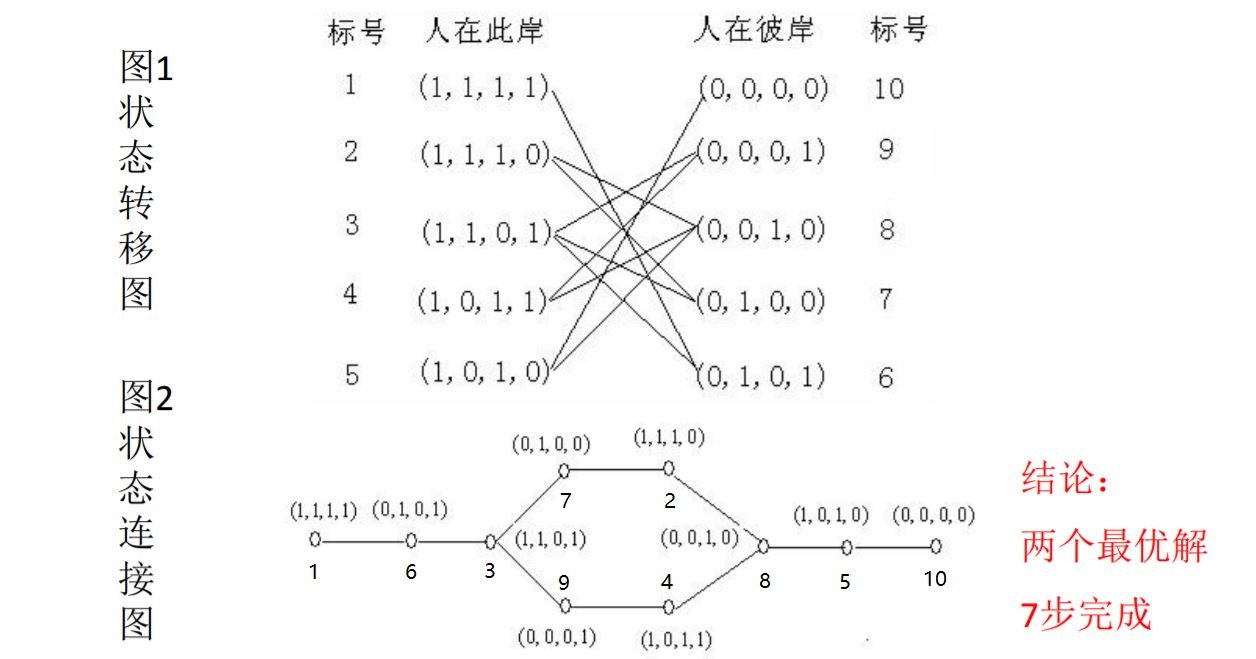 图1
状
态
转
移
图
标号 人在此岸 人在彼岸 标号
1 (1, 1, 1, 1) (0, 0, 0, 0) 10
2 (1, 1, 1, 0) (0, 0, 0, 1) 9
3 (1, 1, 0, 1) (0, 0, 1, 0) 8
4 (1, 0, 1, 1) (0, 1, 0, 0) 7
5 (1, 0, 1, 0) (0, 1, 0, 1) 6
图2
状
态
连
接
图
(0,1,0,0) (1,1,1,0)
7 2
(1,1,1,1) (0,1,0,1) (1,1,0,1) (0,0,1,0) (1,0,1,0) (0,0,0,0)
1 6 3 9 4 8 5 10
(0,0,0,1) (1,0,1,1)
结论：
两个最优解
7步完成